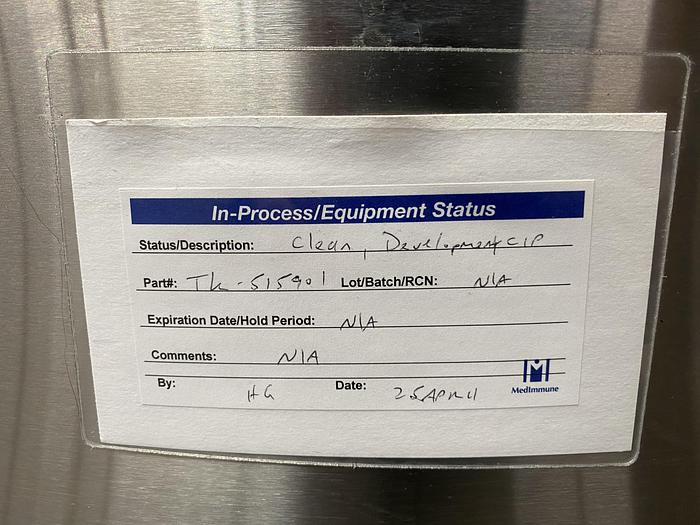 In-Process/Equipment Status
Status/Description: Clean, Development CIP
Part#: TK-515901 Lot/Batch/RCN: N/A
Expiration Date/Hold Period: N/A
Comments: N/A
By: HG Date: 25APR11
MedImmune